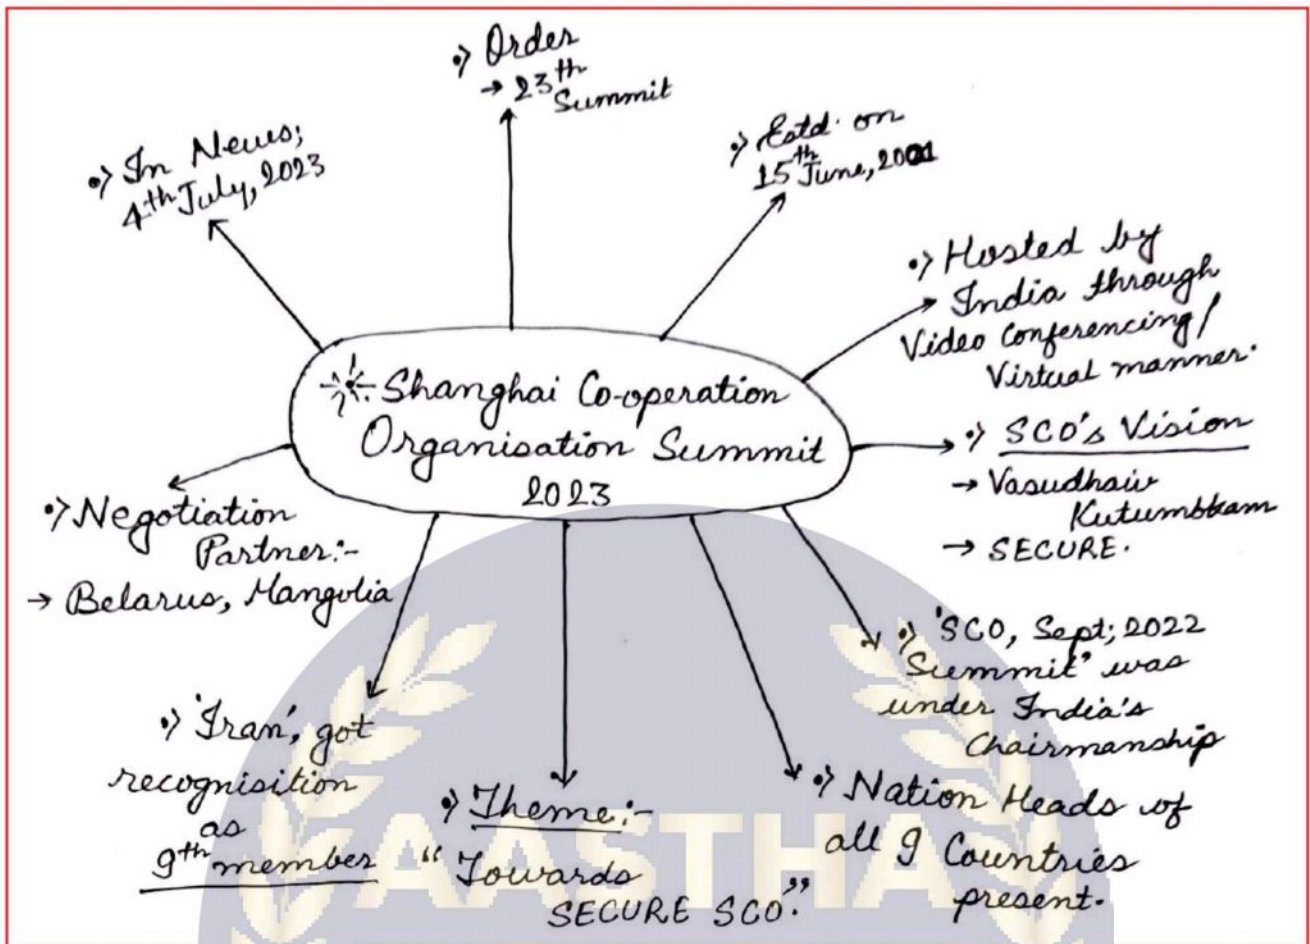 •) Order
→ 23th
Summit
•) In News;
4th July, 2023
•) Estd. on
15th June, 2001
•) Hosted by
India through
Video Conferencing/
Virtual manner.
Shanghai Co-operation
Organisation Summit
2023
•) SCO's Vision
→ Vasudhaiv
Kutumbkam
→ SECURE.
•) Negotiation
Partner:-
→ Belarus, Mangolia
•) 'SCO, Sept; 2022
Summit' was
under India's
Chairmanship
•) 'Iran', got
recognisition
as
9th member
•) Theme:-
"Towards
SECURE SCO."
•) Nation Heads of
all 9 Countries
present.
AASTHA